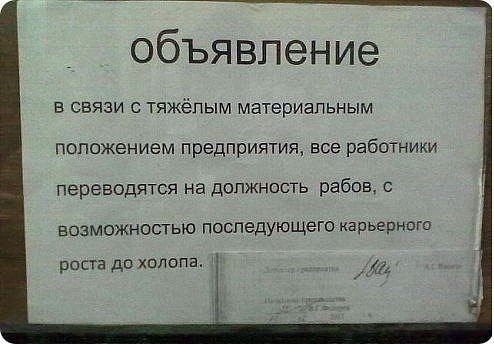 объявление
в связи с тяжёлым материальным
положением предприятия, все работники
переводятся на должность рабов, с
возможностью последующего карьерного
роста до холопа.